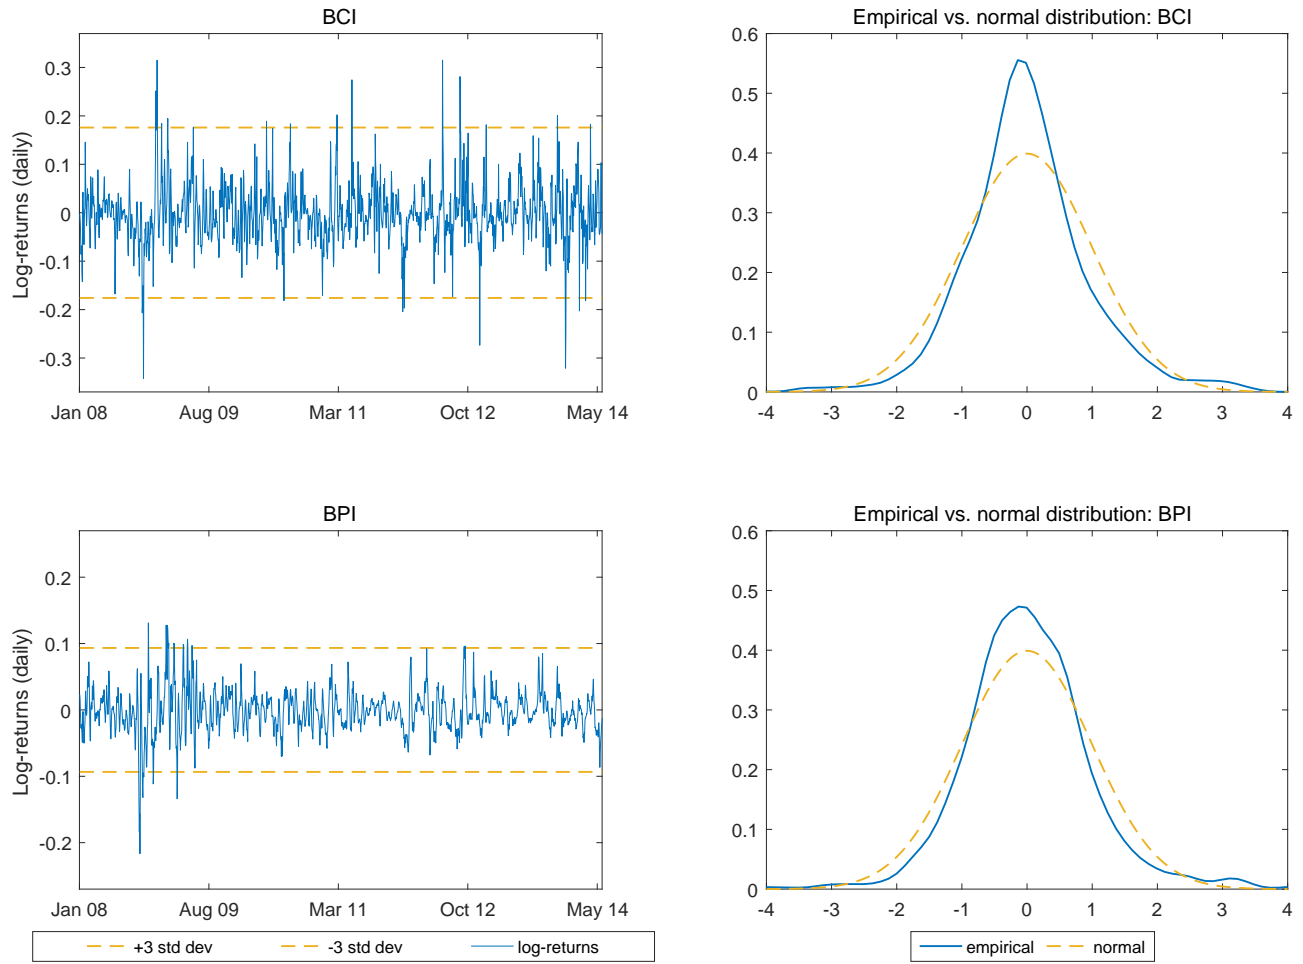 BCI
Log-returns (daily)
0.3
0.2
0.1
0
-0.1
-0.2
-0.3
Jan 08 Aug 09 Mar 11 Oct 12 May 14
Empirical vs. normal distribution: BCI
0.6
0.5
0.4
0.3
0.2
0.1
0
-4 -3 -2 -1 0 1 2 3 4
BPI
Log-returns (daily)
0.2
0.1
0
-0.1
-0.2
Jan 08 Aug 09 Mar 11 Oct 12 May 14
+3 std dev -3 std dev log-returns
Empirical vs. normal distribution: BPI
0.6
0.5
0.4
0.3
0.2
0.1
0
-4 -3 -2 -1 0 1 2 3 4
empirical normal